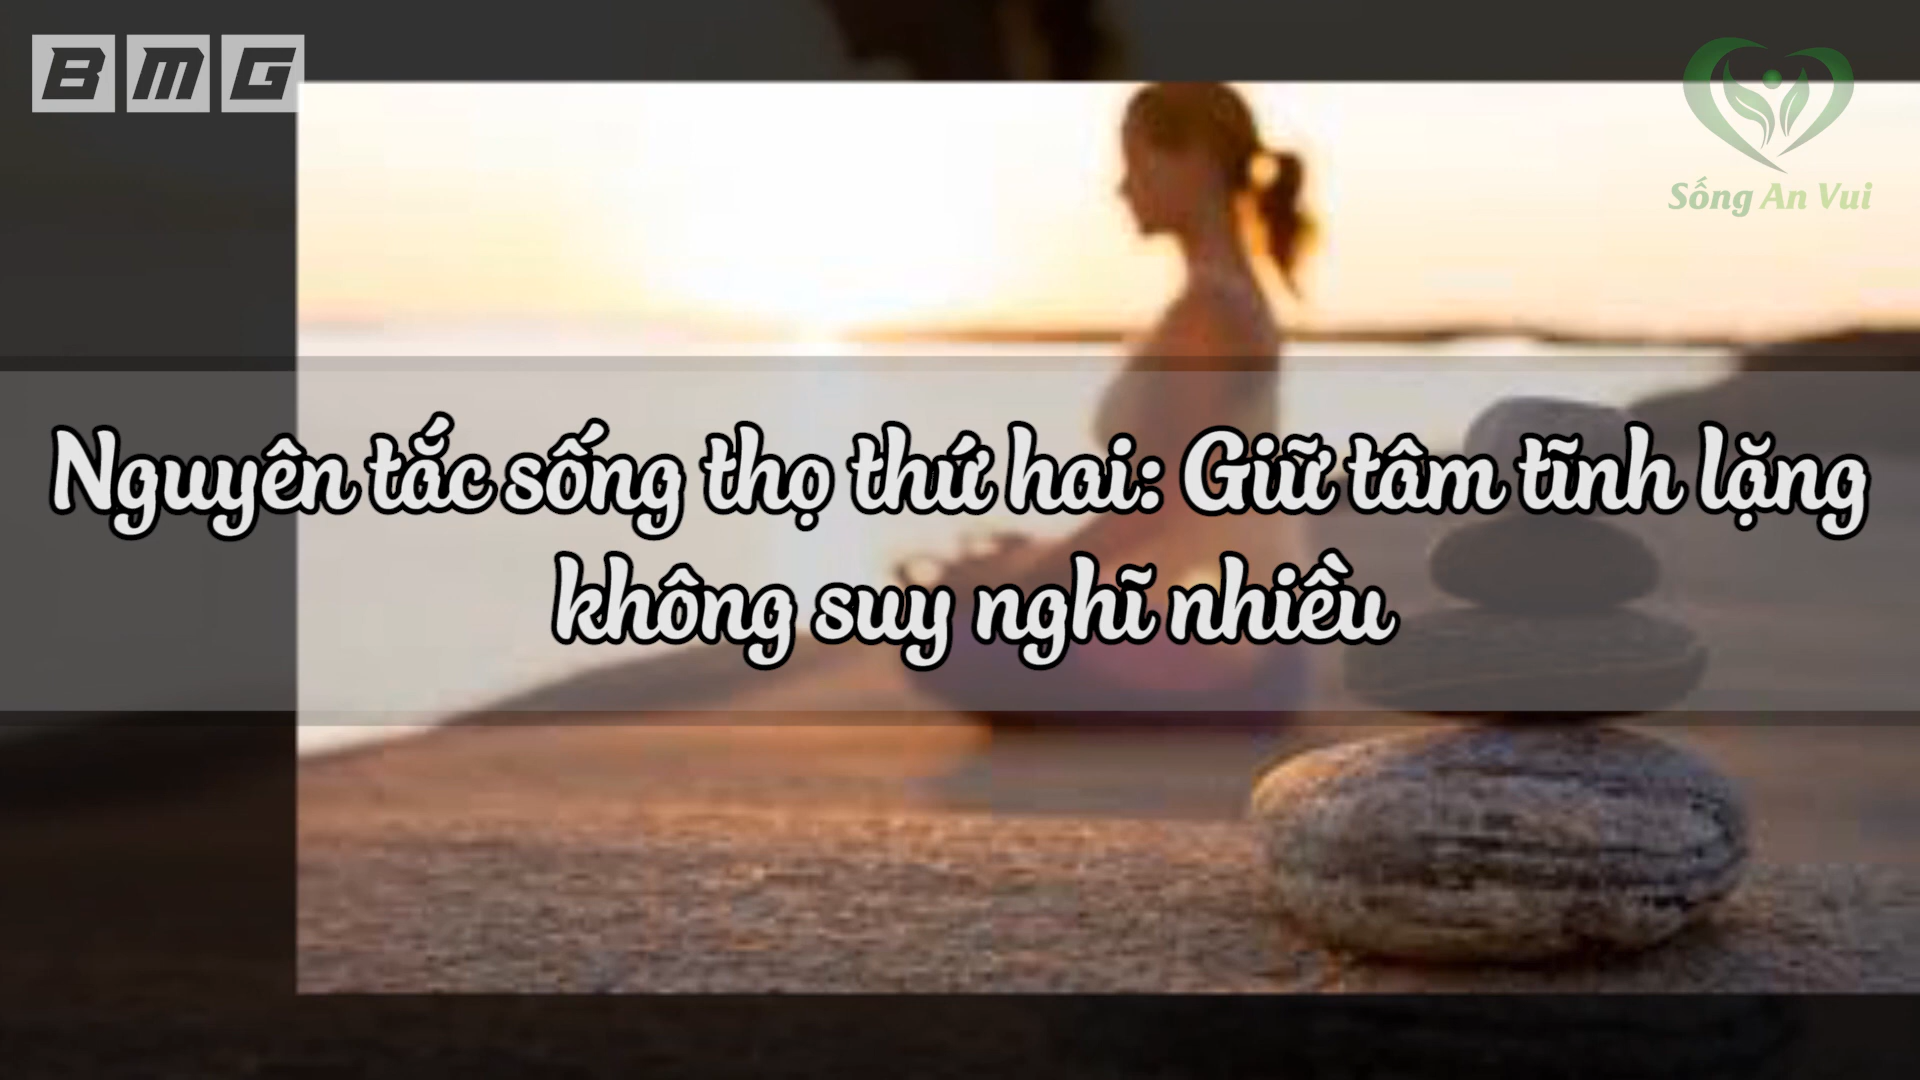 BMG
Sống An Vui
Nguyên tắc sống thọ thứ hai: Giữ tâm tĩnh lặng
không suy nghĩ nhiều